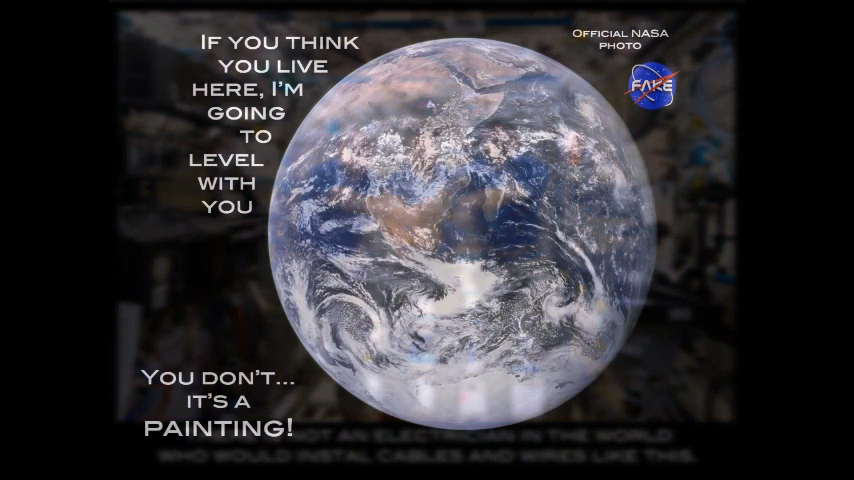 IF YOU THINK
YOU LIVE
HERE, I'M
GOING
TO
LEVEL
WITH
YOU
OFFICIAL NASA
PHOTO
FAKE
YOU DON'T...
IT'S A
PAINTING!
NOT AN ELECTRICIAN IN THE WORLD
WHO WOULD INSTAL CABLES AND WIRES LIKE THIS.